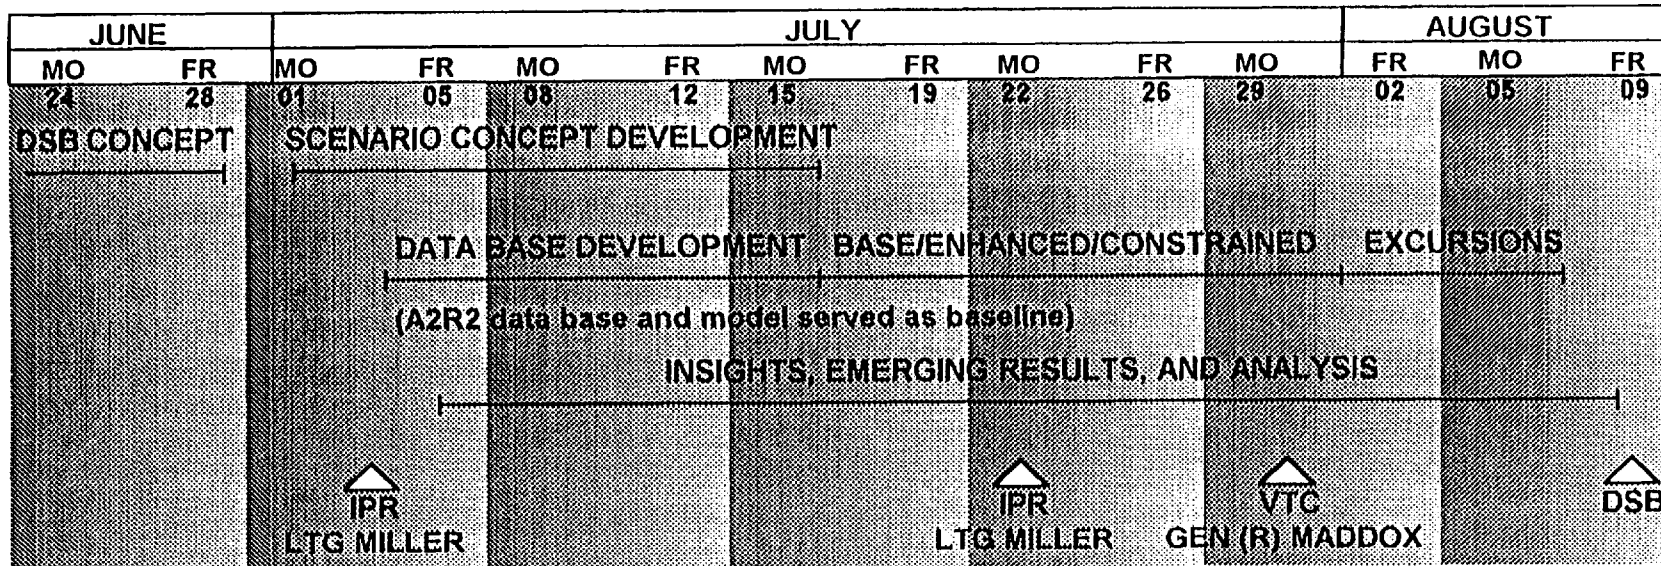 JUNE JULY AUGUST
MO FR MO FR MO FR MO FR MO FR MO FR MO FR
24 28 01 05 08 12 15 19 22 26 29 02 05 09
DSB CONCEPT SCENARIO CONCEPT DEVELOPMENT
DATA BASE DEVELOPMENT BASE/ENHANCED/CONSTRAINED EXCURSIONS
(A2R2 data base and model served as baseline)
INSIGHTS, EMERGING RESULTS, AND ANALYSIS
IPR IPR VTC DSB
LTG MILLER LTG MILLER GEN (R) MADDOX